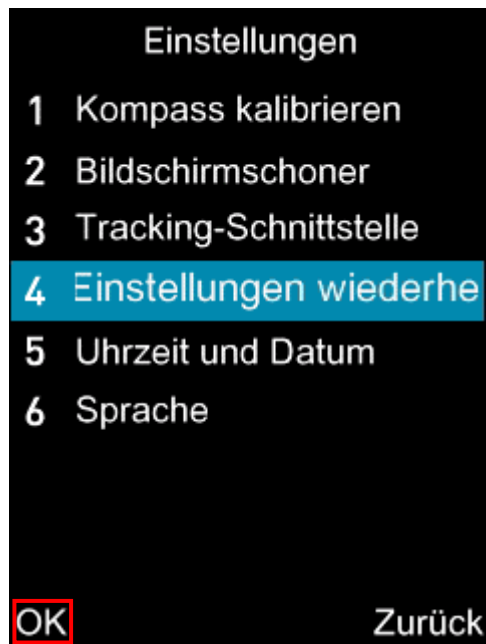 Einstellungen
1 Kompass kalibrieren
2 Bildschirmschoner
3 Tracking-Schnittstelle
4 Einstellungen wiederhe
5 Uhrzeit und Datum
6 Sprache
OK Zurück